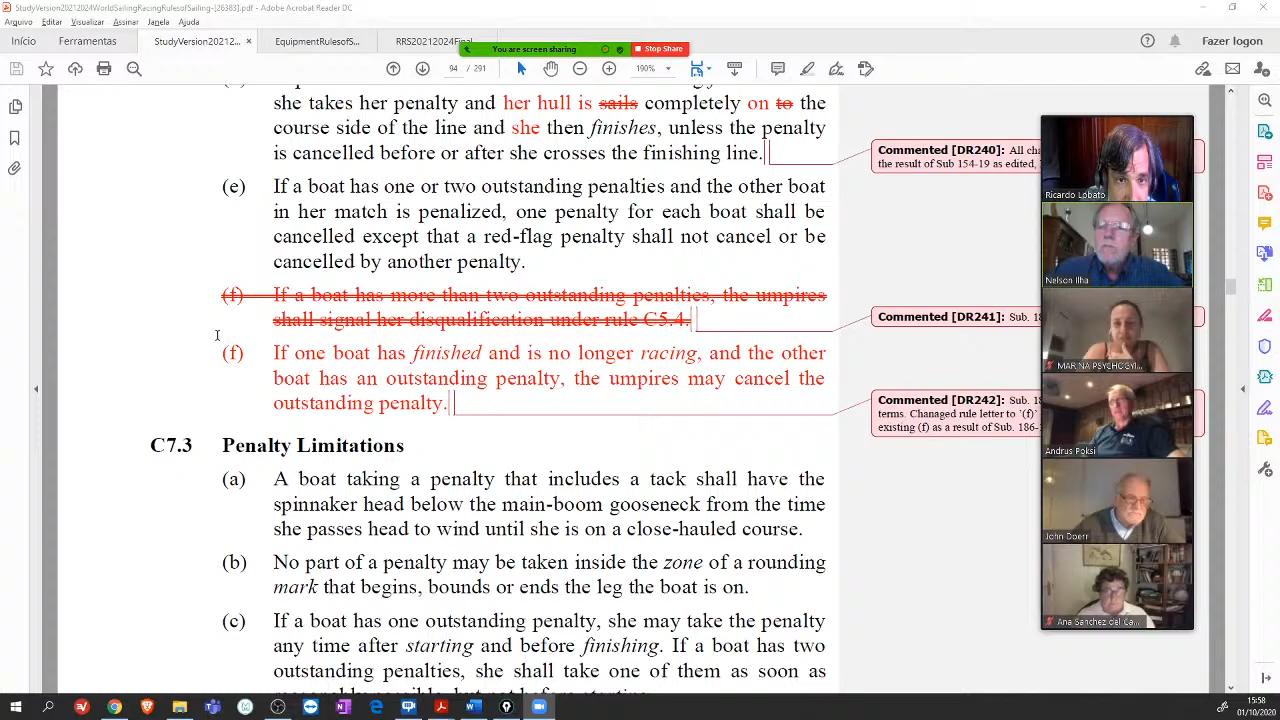 StudyVersion20212024WorldSailingRacingRulesofSailing-[26383].pdf - Adobe Acrobat Reader DC
Arquivo Editar Visualizar Assinar Janela Ajuda
Início Ferramentas StudyVersion20212... × EquipmentRulesofS... RRS20212024Final... Fazer logon
You are screen sharing Stop Share
94 / 291 190%
she takes her penalty and her hull is sails completely on to the
course side of the line and she then finishes, unless the penalty
is cancelled before or after she crosses the finishing line.
(e) If a boat has one or two outstanding penalties and the other boat
in her match is penalized, one penalty for each boat shall be
cancelled except that a red-flag penalty shall not cancel or be
cancelled by another penalty.
(f) If a boat has more than two outstanding penalties, the umpires
shall signal her disqualification under rule C5.4.
(f) If one boat has finished and is no longer racing, and the other
boat has an outstanding penalty, the umpires may cancel the
outstanding penalty.
C7.3 Penalty Limitations
(a) A boat taking a penalty that includes a tack shall have the
spinnaker head below the main-boom gooseneck from the time
she passes head to wind until she is on a close-hauled course.
(b) No part of a penalty may be taken inside the zone of a rounding
mark that begins, bounds or ends the leg the boat is on.
(c) If a boat has one outstanding penalty, she may take the penalty
any time after starting and before finishing. If a boat has two
outstanding penalties, she shall take one of them as soon as
Commented [DR240]: All cha
the result of Sub 154-19 as edited,
Commented [DR241]: Sub. 18
Commented [DR242]: Sub. 18
terms. Chanaged rule letter to `(f)
existing (f) as a result of Sub. 186-
Ricardo Lobato
Nelson Ilha
MARINA PSYCHOGYI...
Andrus Poksi
John Doerr
Ana Sanchez del Ca...
15:58
01/10/2020